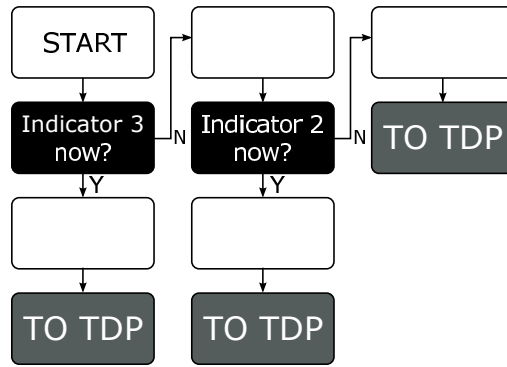 START
Indicator 3
now?
N
Indicator 2
now?
N
TO TDP
Y
Y
TO TDP
TO TDP